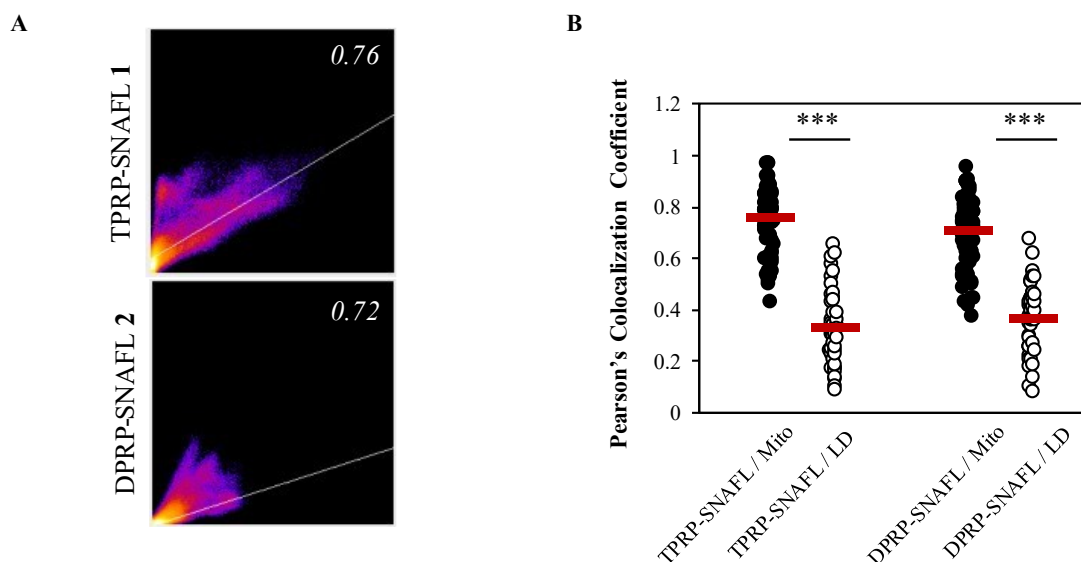 A
TPRP-SNAFL 1
0.76
DPRP-SNAFL 2
0.72
B
Pearson's Colocalization Coefficient
1.2
1
0.8
0.6
0.4
0.2
0
***
***
TPRP-SNAFL / Mito
TPRP-SNAFL / LD
DPRP-SNAFL / Mito
DPRP-SNAFL / LD